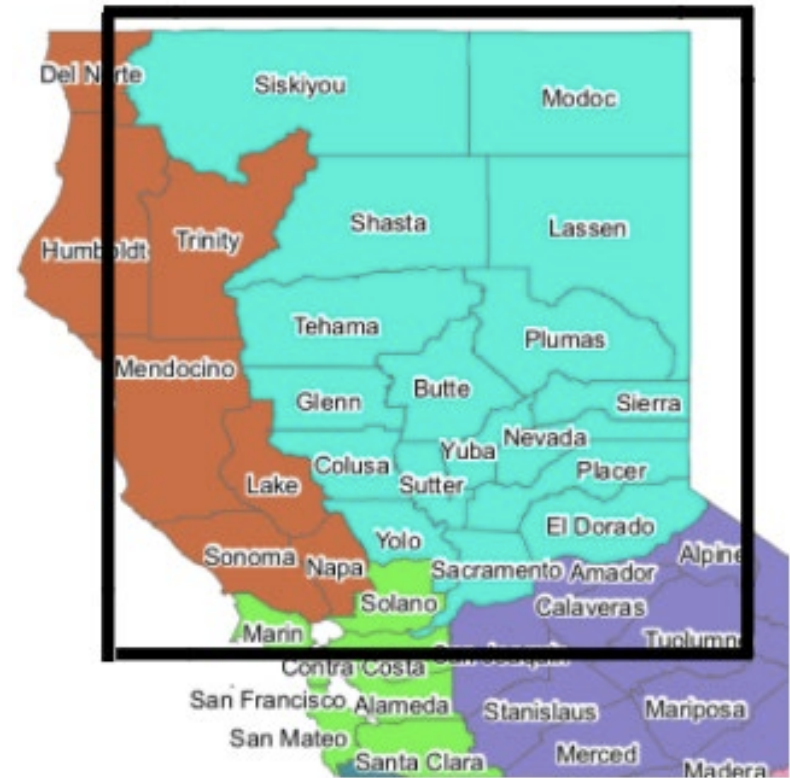 Del Norte
Siskiyou
Modoc
Humboldt
Trinity
Shasta
Lassen
Tehama
Plumas
Mendocino
Butte
Glenn
Sierra
Yuba
Nevada
Colusa
Placer
Lake
Sutter
El Dorado
Yolo
Sonoma
Napa
Sacramento
Amador
Alpine
Solano
Calaveras
Marin
Tuolumne
Contra Costa
San Joaquin
San Francisco
Alameda
Stanislaus
Mariposa
San Mateo
Santa Clara
Merced
Madera